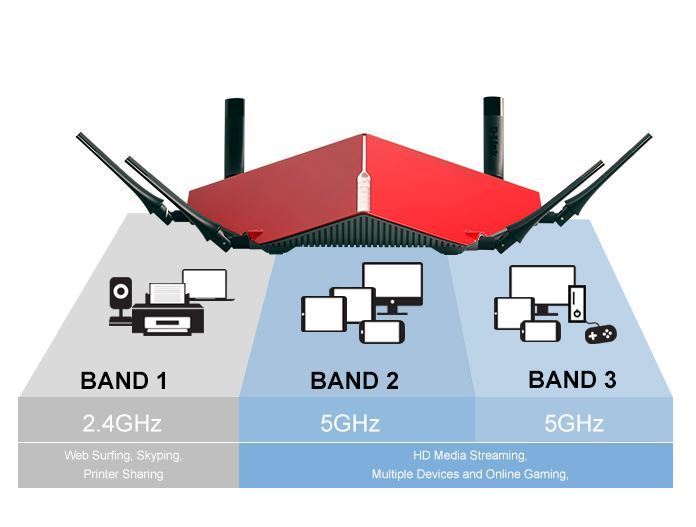 BAND 1
BAND 2
BAND 3
2.4GHz
5GHz
5GHz
Web Surfing, Skyping,
Printer Sharing
HD Media Streaming,
Multiple Devices and Online Gaming,